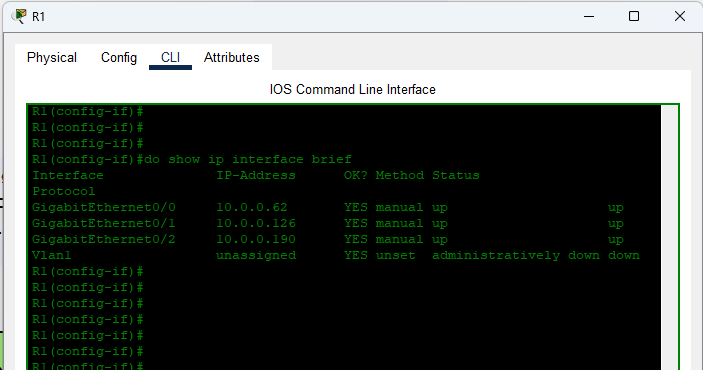 R1
Physical Config CLI Attributes
IOS Command Line Interface
R1(config-if)#
R1(config-if)#
R1(config-if)#
R1(config-if)#do show ip interface brief
Interface IP-Address OK? Method Status
Protocol
GigabitEthernet0/0 10.0.0.62 YES manual up up
GigabitEthernet0/1 10.0.0.126 YES manual up up
GigabitEthernet0/2 10.0.0.190 YES manual up up
Vlan1 unassigned YES unset administratively down down
R1(config-if)#
R1(config-if)#
R1(config-if)#
R1(config-if)#
R1(config-if)#
R1(config-if)#
R1(config-if)#